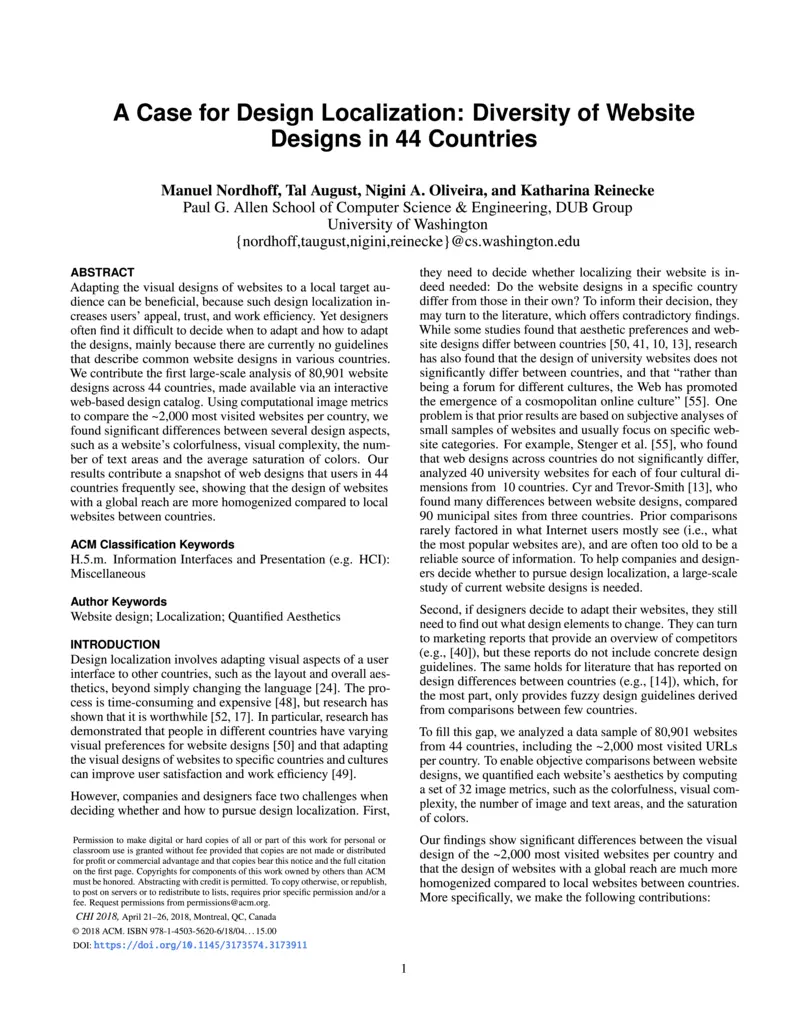 A Case for Design Localization: Diversity of Website
Designs in 44 Countries
Manuel Nordhoff, Tal August, Nigini A. Oliveira, and Katharina Reinecke
Paul G. Allen School of Computer Science & Engineering, DUB Group
University of Washington
{nordhoff,taugust,nigini,reinecke}@cs.washington.edu
ABSTRACT
Adapting the visual designs of websites to a local target au-
dience can be beneficial, because such design localization in-
creases users' appeal, trust, and work efficiency. Yet designers
often find it difficult to decide when to adapt and how to adapt
the designs, mainly because there are currently no guidelines
that describe common website designs in various countries.
We contribute the first large-scale analysis of 80,901 website
designs across 44 countries, made available via an interactive
web-based design catalog. Using computational image metrics
to compare the ~2,000 most visited websites per country, we
found significant differences between several design aspects,
such as a website's colorfulness, visual complexity, the num-
ber of text areas and the average saturation of colors. Our
results contribute a snapshot of web designs that users in 44
countries frequently see, showing that the design of websites
with a global reach are more homogenized compared to local
websites between countries.
ACM Classification Keywords
H.5.m. Information Interfaces and Presentation (e.g. HCI):
Miscellaneous
Author Keywords
Website design; Localization; Quantified Aesthetics
INTRODUCTION
Design localization involves adapting visual aspects of a user
interface to other countries, such as the layout and overall aes-
thetics, beyond simply changing the language [24]. The pro-
cess is time-consuming and expensive [48], but research has
shown that it is worthwhile [52, 17]. In particular, research has
demonstrated that people in different countries have varying
visual preferences for website designs [50] and that adapting
the visual designs of websites to specific countries and cultures
can improve user satisfaction and work efficiency [49].
However, companies and designers face two challenges when
deciding whether and how to pursue design localization. First,
Permission to make digital or hard copies of all or part of this work for personal or
classroom use is granted without fee provided that copies are not made or distributed
for profit or commercial advantage and that copies bear this notice and the full citation
on the first page. Copyrights for components of this work owned by others than ACM
must be honored. Abstracting with credit is permitted. To copy otherwise, or republish,
to post on servers or to redistribute to lists, requires prior specific permission and/or a
fee. Request permissions from permissions@acm.org.
CHI 2018, April 21–26, 2018, Montreal, QC, Canada
© 2018 ACM. ISBN 978-1-4503-5620-6/18/04…15.00
DOI: https://doi.org/10.1145/3173574.3173911
they need to decide whether localizing their website is in-
deed needed: Do the website designs in a specific country
differ from those in their own? To inform their decision, they
may turn to the literature, which offers contradictory findings.
While some studies found that aesthetic preferences and web-
site designs differ between countries [50, 41, 10, 13], research
has also found that the design of university websites does not
significantly differ between countries, and that “rather than
being a forum for different cultures, the Web has promoted
the emergence of a cosmopolitan online culture” [55]. One
problem is that prior results are based on subjective analyses of
small samples of websites and usually focus on specific web-
site categories. For example, Stenger et al. [55], who found
that web designs across countries do not significantly differ,
analyzed 40 university websites for each of four cultural di-
mensions from 10 countries. Cyr and Trevor-Smith [13], who
found many differences between website designs, compared
90 municipal sites from three countries. Prior comparisons
rarely factored in what Internet users mostly see (i.e., what
the most popular websites are), and are often too old to be a
reliable source of information. To help companies and design-
ers decide whether to pursue design localization, a large-scale
study of current website designs is needed.
Second, if designers decide to adapt their websites, they still
need to find out what design elements to change. They can turn
to marketing reports that provide an overview of competitors
(e.g., [40]), but these reports do not include concrete design
guidelines. The same holds for literature that has reported on
design differences between countries (e.g., [14]), which, for
the most part, only provides fuzzy design guidelines derived
from comparisons between few countries.
To fill this gap, we analyzed a data sample of 80,901 websites
from 44 countries, including the ~2,000 most visited URLs
per country. To enable objective comparisons between website
designs, we quantified each website's aesthetics by computing
a set of 32 image metrics, such as the colorfulness, visual com-
plexity, the number of image and text areas, and the saturation
of colors.
Our findings show significant differences between the visual
design of the ~2,000 most visited websites per country and
that the design of websites with a global reach are much more
homogenized compared to local websites between countries.
More specifically, we make the following contributions:
1